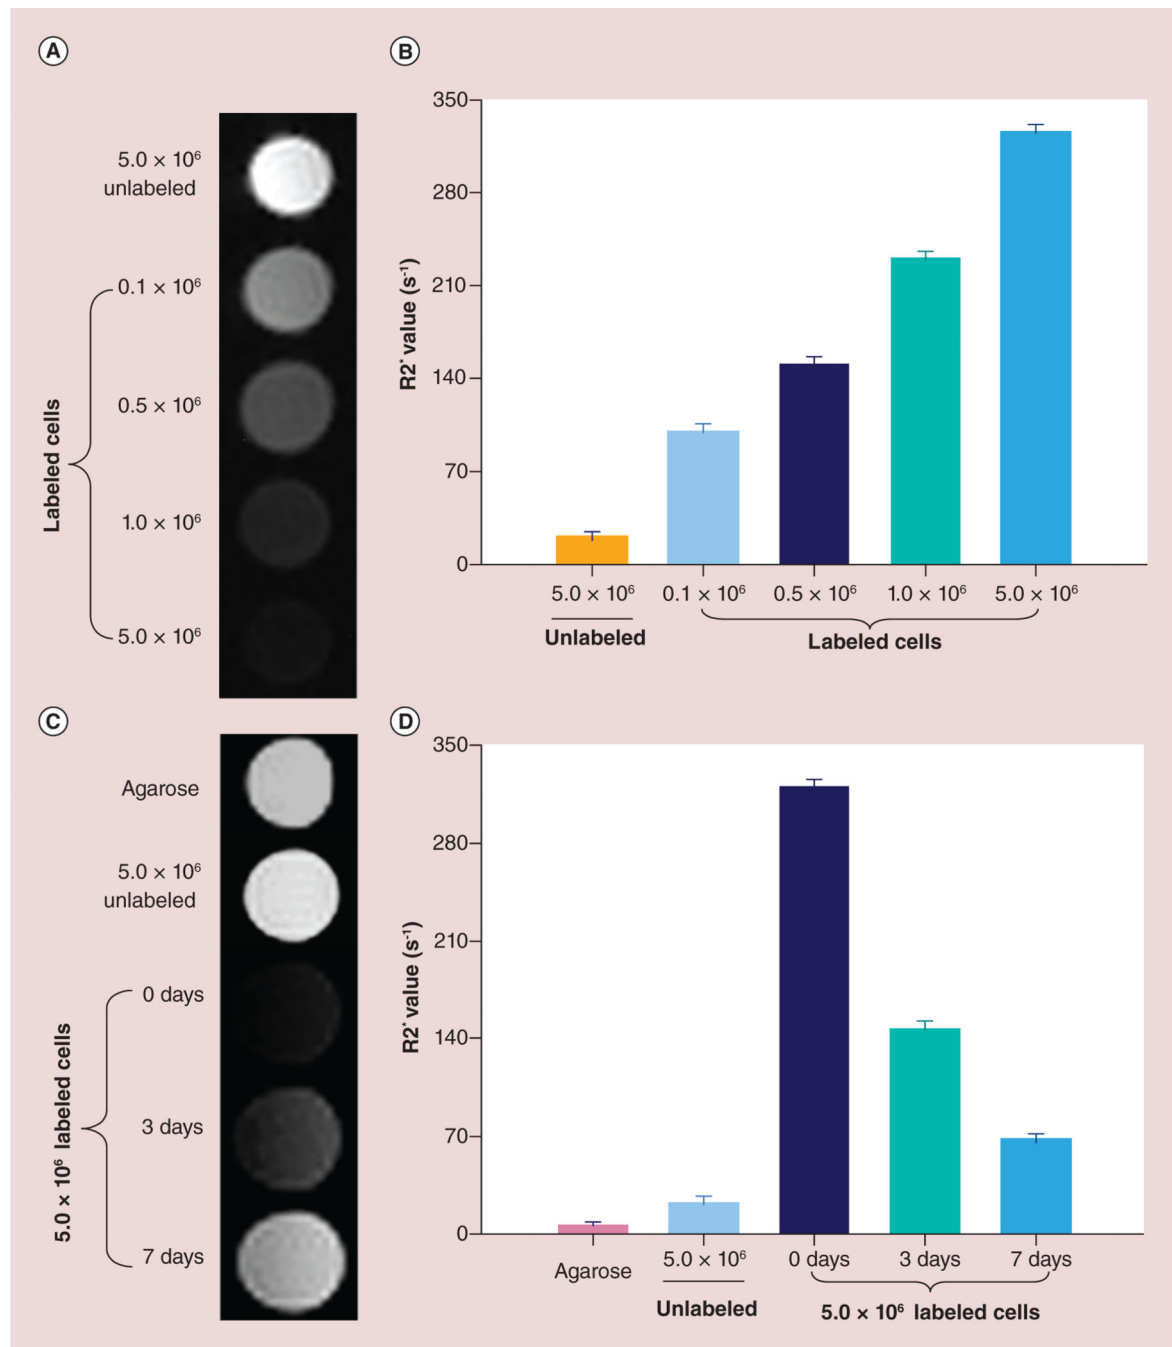 A
5.0 × 10⁶
unlabeled
0.1 × 10⁶
0.5 × 10⁶
1.0 × 10⁶
5.0 × 10⁶
Labeled cells
B
350
280
210
140
70
0
R2* value (s⁻¹)
5.0 × 10⁶ 0.1 × 10⁶ 0.5 × 10⁶ 1.0 × 10⁶ 5.0 × 10⁶
Unlabeled Labeled cells
C
Agarose
5.0 × 10⁶
unlabeled
0 days
3 days
7 days
5.0 × 10⁶ labeled cells
D
350
280
210
140
70
0
R2* value (s⁻¹)
Agarose 5.0 × 10⁶ 0 days 3 days 7 days
Unlabeled 5.0 × 10⁶ labeled cells